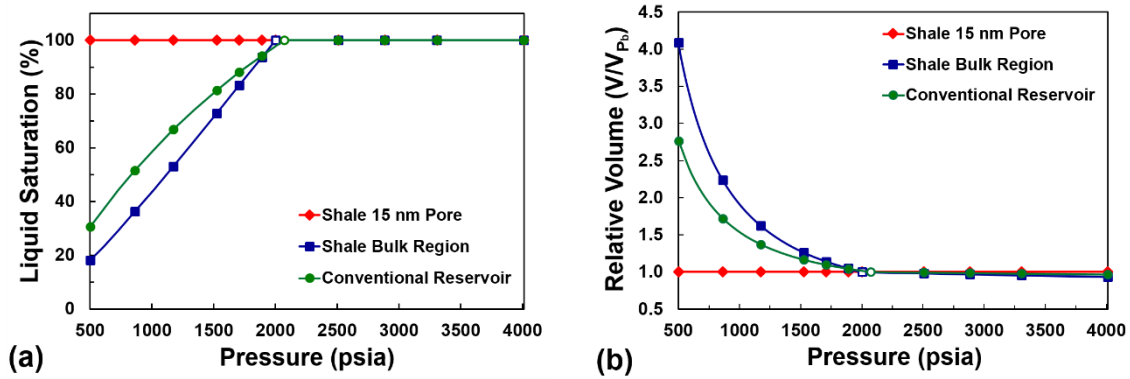 Liquid Saturation (%)
100
80
60
40
20
0
Shale 15 nm Pore
Shale Bulk Region
Conventional Reservoir
500 1000 1500 2000 2500 3000 3500 4000
Pressure (psia)
(a)
Relative Volume (V/VPb)
4.5
4.0
3.5
3.0
2.5
2.0
1.5
1.0
0.5
Shale 15 nm Pore
Shale Bulk Region
Conventional Reservoir
500 1000 1500 2000 2500 3000 3500 4000
Pressure (psia)
(b)